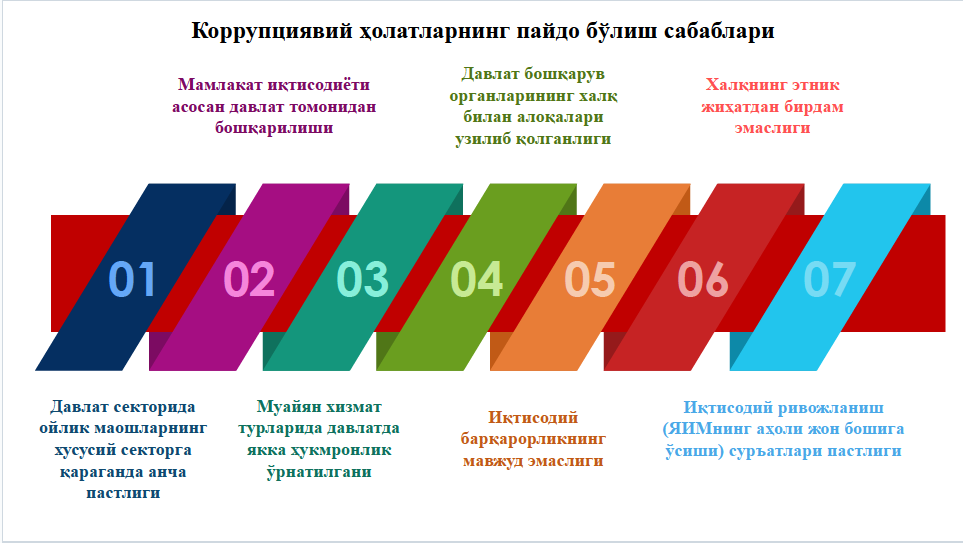 Коррупциявий ҳолатларнинг пайдо бўлиш сабаблари
Мамлакат иқтисодиёти
асосан давлат томонидан
бошқарилиши
Давлат бошқарув
органларининг халқ
билан алоқалари
узилиб қолганлиги
Халқнинг этник
жиҳатдан бирдам
эмаслиги
01
02
03
04
05
06
07
Давлат секторида
ойлик маошларнинг
хусусий секторга
қараганда анча
пастлиги
Муайян хизмат
турларида давлатда
якка ҳукмронлик
ўрнатилгани
Иқтисодий
барқарорликнинг
мавжуд эмаслиги
Иқтисодий ривожланиш
(ЯИМнинг аҳоли жон бошига
ўсиши) суръатлари пастлиги